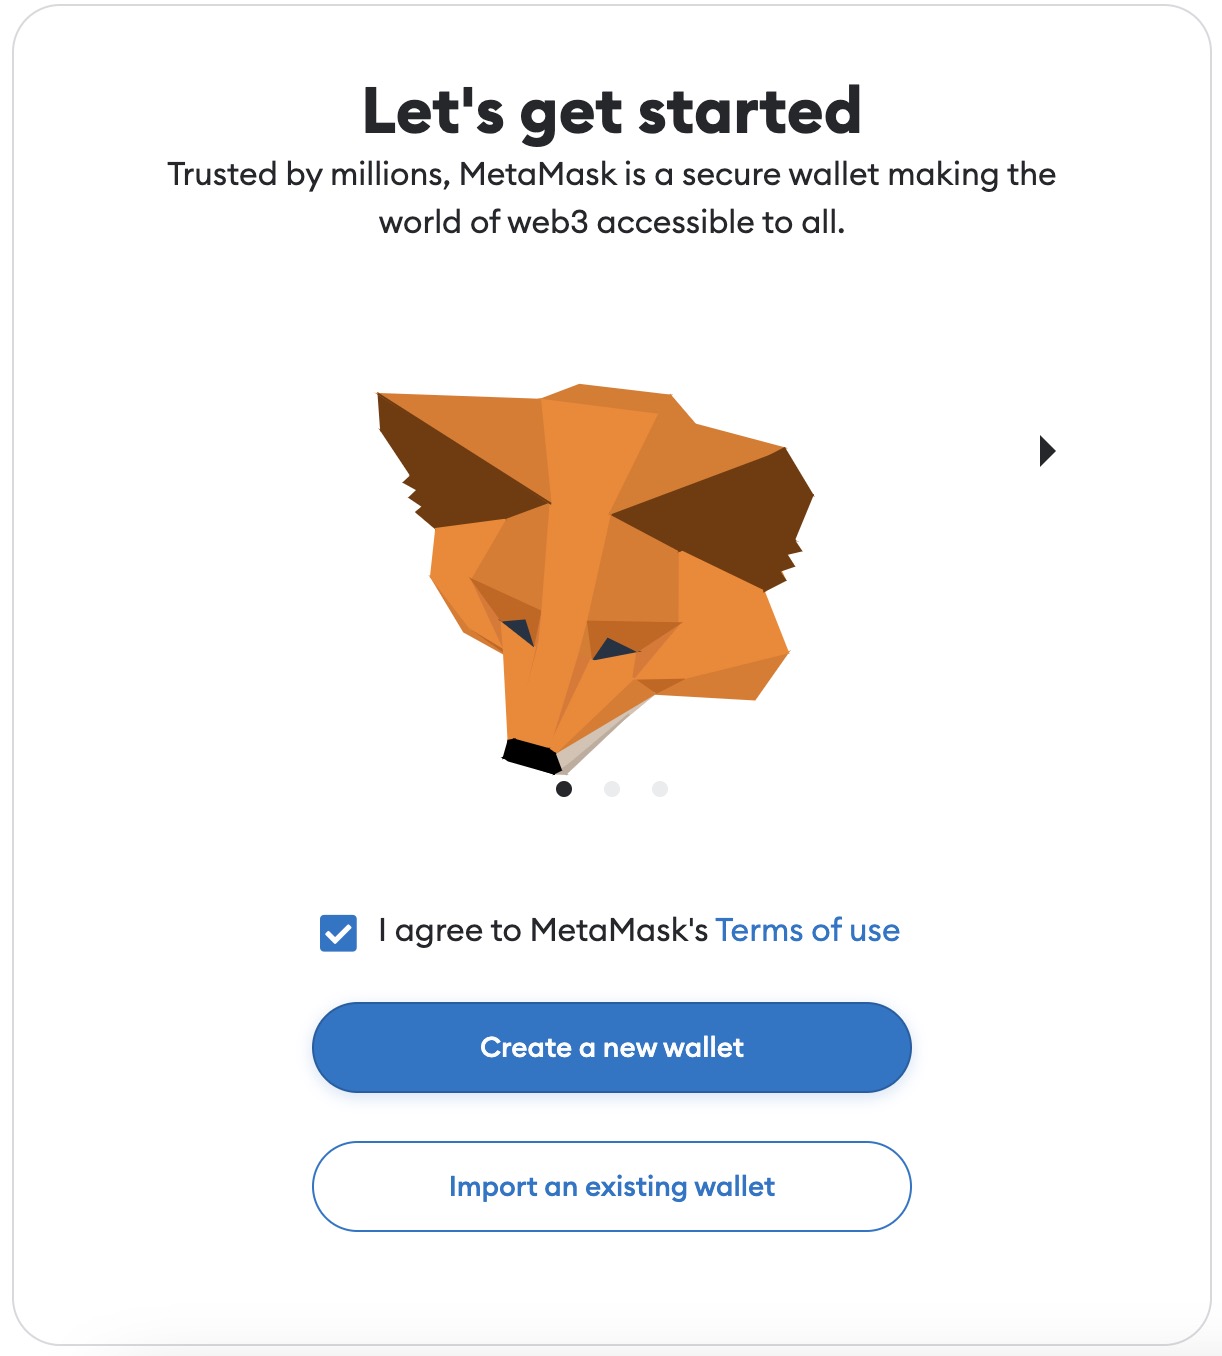 Let's get started
Trusted by millions, MetaMask is a secure wallet making the
world of web3 accessible to all.
I agree to MetaMask's Terms of use
Create a new wallet
Import an existing wallet